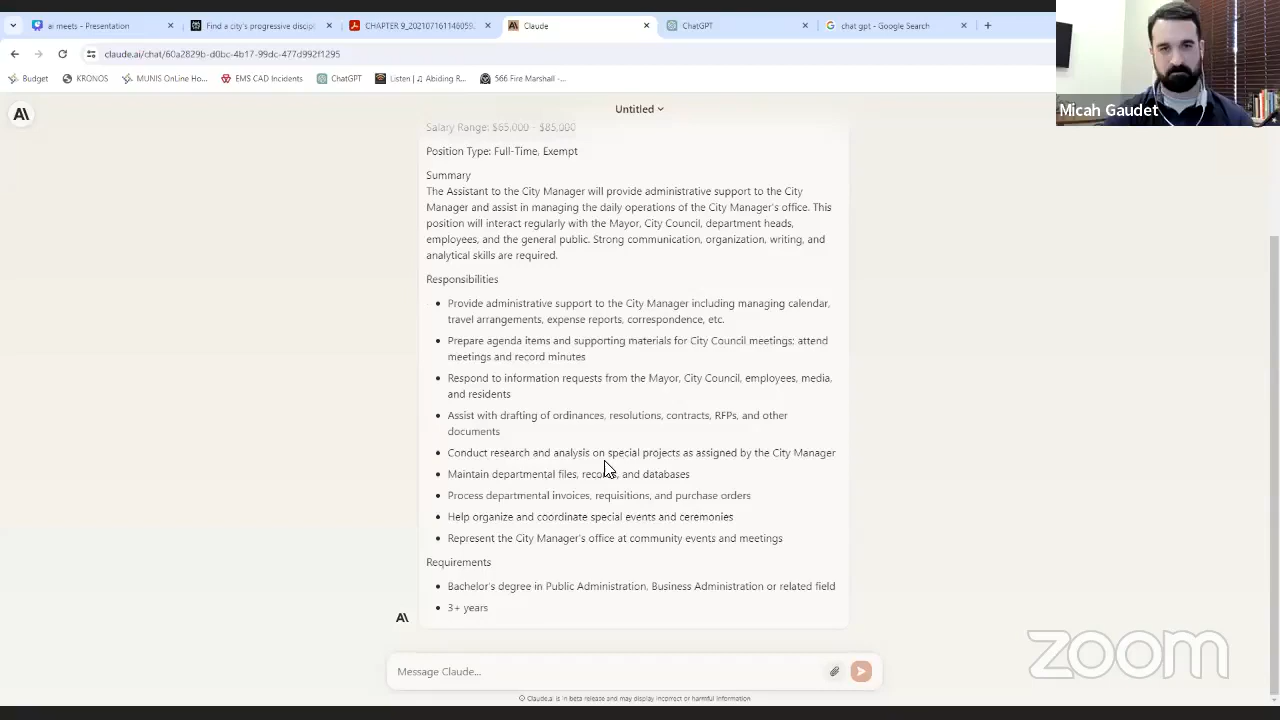 ai meets - Presentation
Find a city's progressive discipl
CHAPTER 9_202107161148059...
Claude
ChatGPT
chat gpt - Google Search
claude.ai/chat/60a2829b-d0bc-4b17-99dc-477d992f1295
Budget
KRONOS
MUNIS OnLine Ho...
EMS CAD Incidents
ChatGPT
Listen | ♫ Abiding R...
566 Fire Marshall -...
Micah Gaudet
Untitled
Salary Range: $65,000 - $85,000
Position Type: Full-Time, Exempt
Summary
The Assistant to the City Manager will provide administrative support to the City
Manager and assist in managing the daily operations of the City Manager's office. This
position will interact regularly with the Mayor, City Council, department heads,
employees, and the general public. Strong communication, organization, writing, and
analytical skills are required.
Responsibilities
• Provide administrative support to the City Manager including managing calendar,
travel arrangements, expense reports, correspondence, etc.
• Prepare agenda items and supporting materials for City Council meetings; attend
meetings and record minutes
• Respond to information requests from the Mayor, City Council, employees, media,
and residents
• Assist with drafting of ordinances, resolutions, contracts, RFPs, and other
documents
• Conduct research and analysis on special projects as assigned by the City Manager
• Maintain departmental files, records, and databases
• Process departmental invoices, requisitions, and purchase orders
• Help organize and coordinate special events and ceremonies
• Represent the City Manager's office at community events and meetings
Requirements
• Bachelor's degree in Public Administration, Business Administration or related field
• 3+ years
Message Claude...
Claude.ai is in beta release and may display incorrect or harmful information
zoom